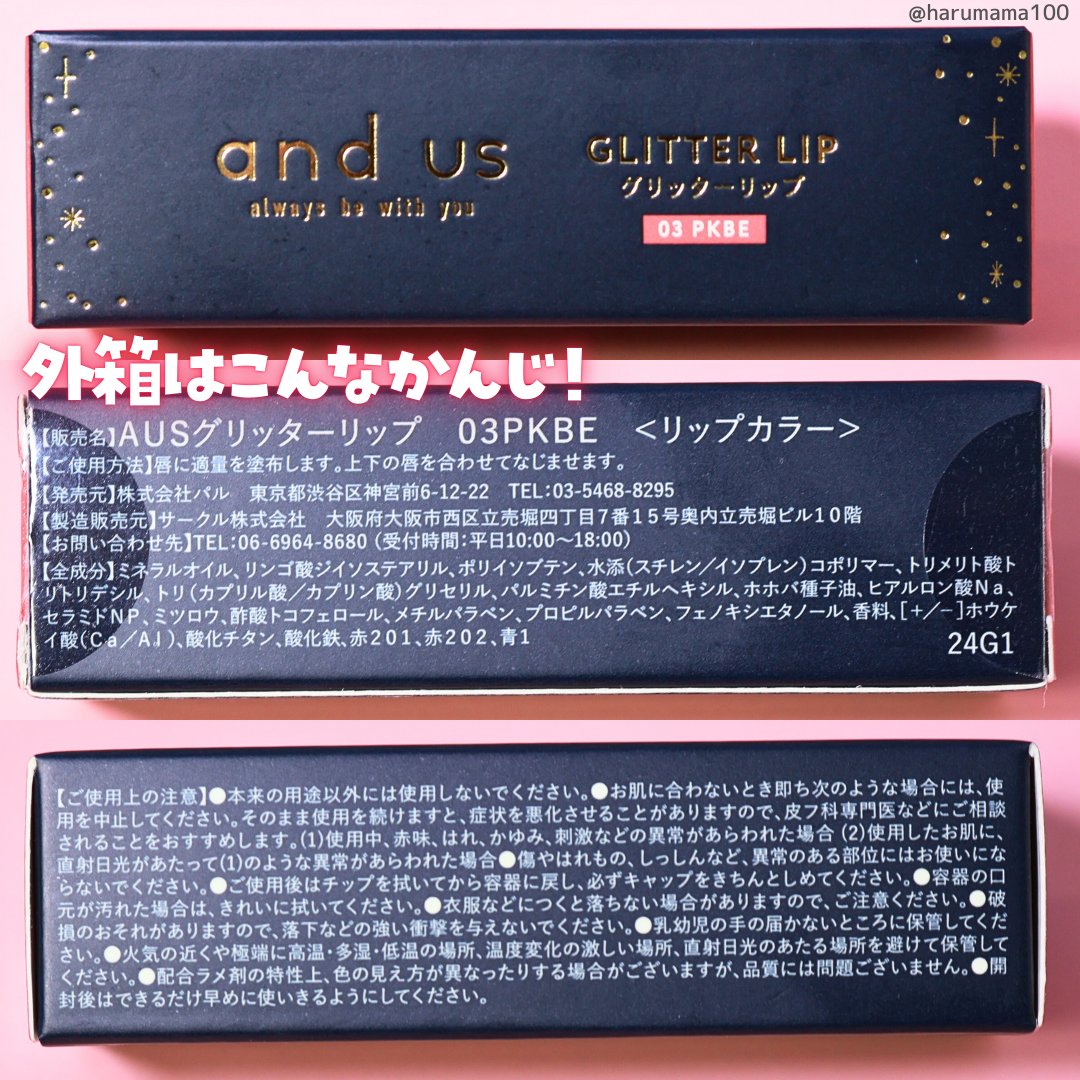 @harumama100
and us
always be with you
GLITTER LIP
グリッターリップ
03 PKBE
外箱はこんなかんじ！
【販売名】AUSグリッターリップ　03PKBE　<リップカラー>
【ご使用方法】唇に適量を塗布します。上下の唇を合わせてなじませます。
【発売元】株式会社パル　東京都渋谷区神宮前6-12-22　TEL：03-5468-8295
【製造販売元】サークル株式会社　大阪府大阪市西区立売堀四丁目7番15号奥内立売堀ビル10階
【お問い合わせ先】TEL：06-6964-8680（受付時間：平日10:00～18:00）
【全成分】ミネラルオイル、リンゴ酸ジイソステアリル、ポリイソブテン、水添（スチレン／イソプレン）コポリマー、トリメリト酸ト
リトリデシル、トリ（カプリル酸／カプリン酸）グリセリル、パルミチン酸エチルヘキシル、ホホバ種子油、ヒアルロン酸Na、
セラミドNP、ミツロウ、酢酸トコフェロール、メチルパラベン、プロピルパラベン、フェノキシエタノール、香料、[+/-]ホウケ
イ酸（Ca／Al）、酸化チタン、酸化鉄、赤201、赤202、青1
24G1
【ご使用上の注意】●本来の用途以外には使用しないでください。●お肌に合わないとき即ち次のような場合には、使
用を中止してください。そのまま使用を続けますと、症状を悪化させることがありますので、皮フ科専門医などにご相談
されることをおすすめします。(1)使用中、赤味、はれ、かゆみ、刺激などの異常があらわれた場合 (2)使用したお肌に、
直射日光があたって(1)のような異常があらわれた場合●傷やはれもの、しっしんなど、異常のある部位にはお使いにな
らないでください。●ご使用後はチップを拭いてから容器に戻し、必ずキャップをきちんとしめてください。●容器の口
元が汚れた場合は、きれいに拭いてください。●衣服などにつくと落ちない場合がありますので、ご注意ください。●破
損のおそれがありますので、落下などの強い衝撃を与えないでください。●乳幼児の手の届かないところに保管してくだ
さい。●火気の近くや極端に高温・多湿・低温の場所、温度変化の激しい場所、直射日光のあたる場所を避けて保管して
ください。●配合ラメ剤の特性上、色の見え方が異なったりする場合がございますが、品質には問題ございません。●開
封後はできるだけ早めに使いきるようにしてください。